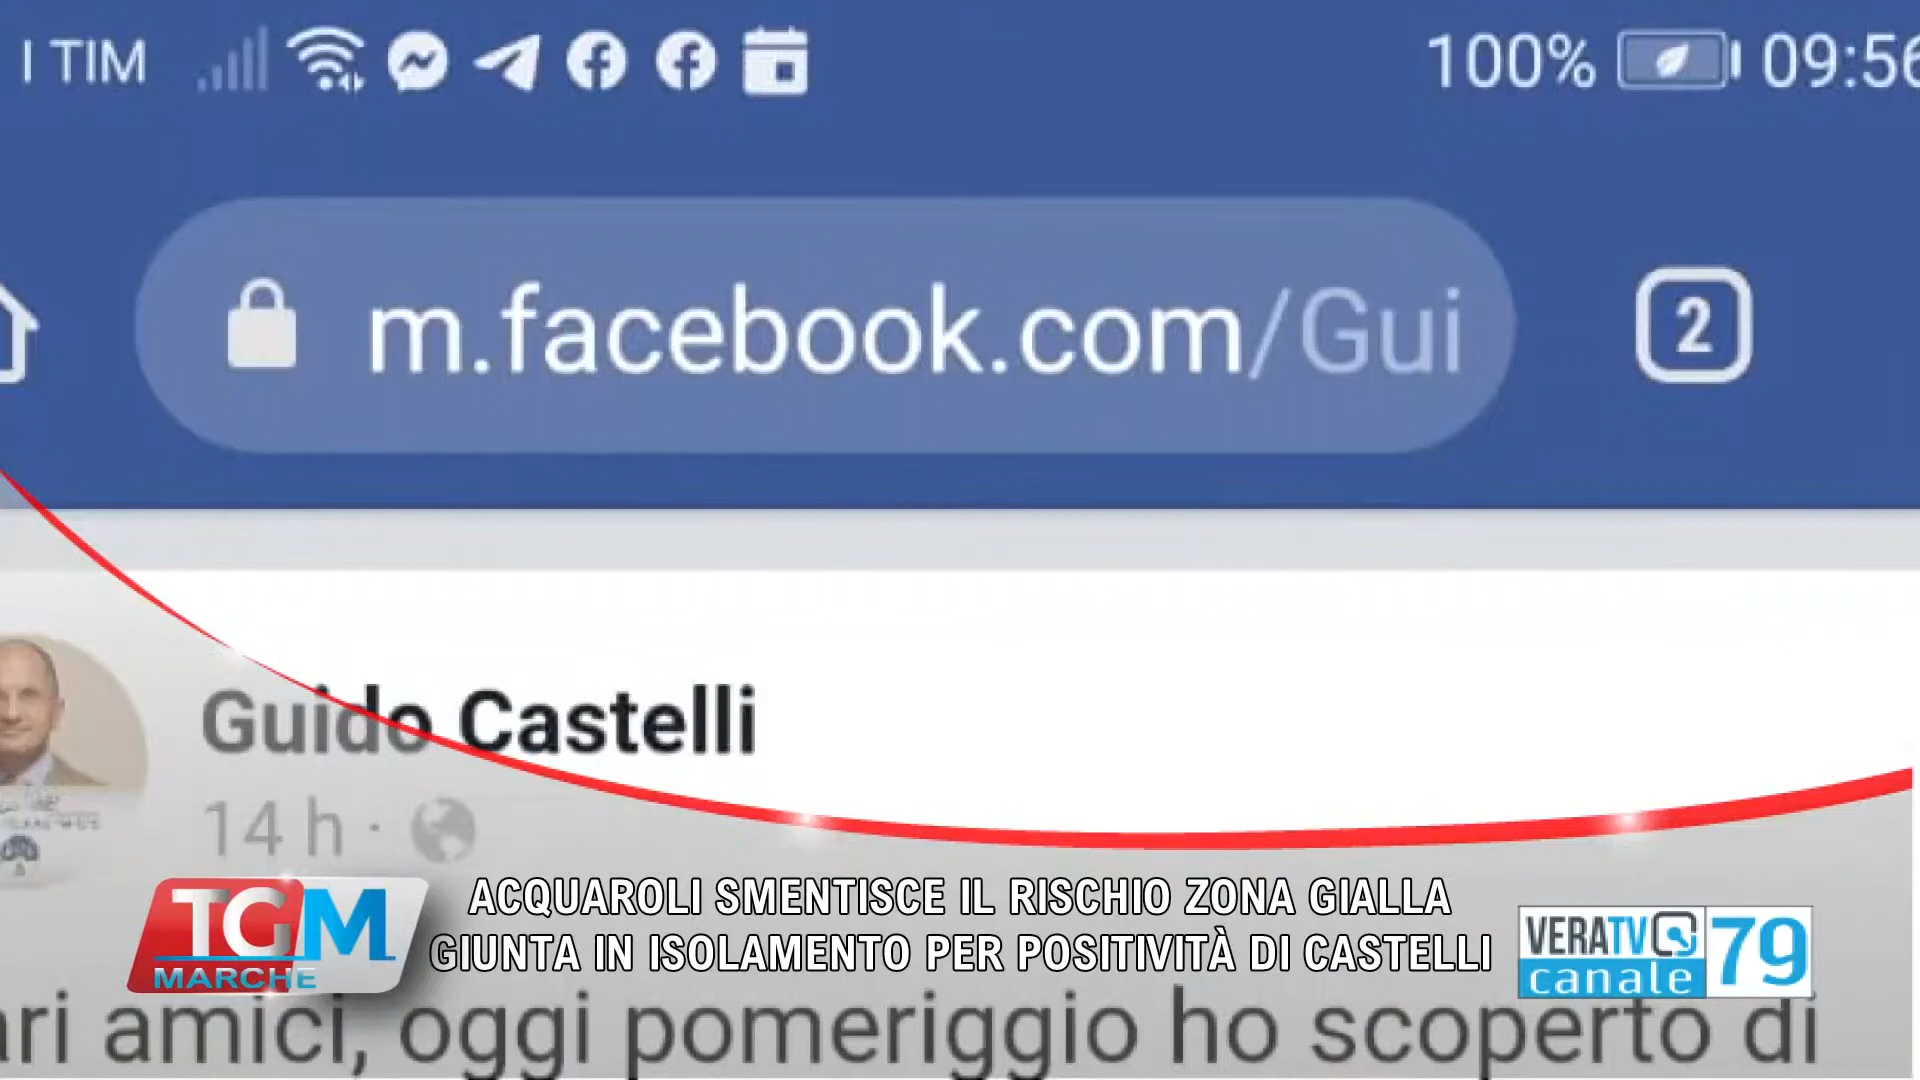 I TIM 100% 09:56
m.facebook.com/Gui 2
Guido Castelli
14 h ·
TGM
MARCHE
ACQUAROLI SMENTISCE IL RISCHIO ZONA GIALLA
GIUNTA IN ISOLAMENTO PER POSITIVITÀ DI CASTELLI
VERATV 79
canale
ari amici, oggi pomeriggio ho scoperto di